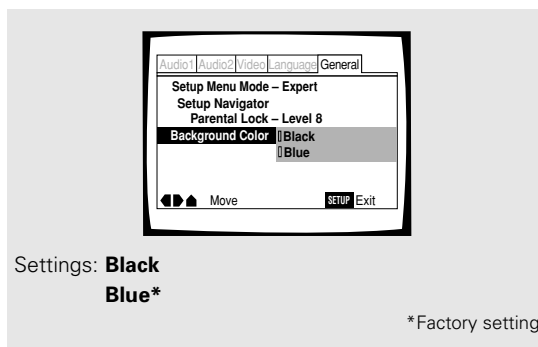 Audio1 Audio2 Video Language General
Setup Menu Mode – Expert
Setup Navigator
Parental Lock – Level 8
Background Color Black
Blue
Move SETUP Exit
Settings: Black
Blue*
*Factory setting